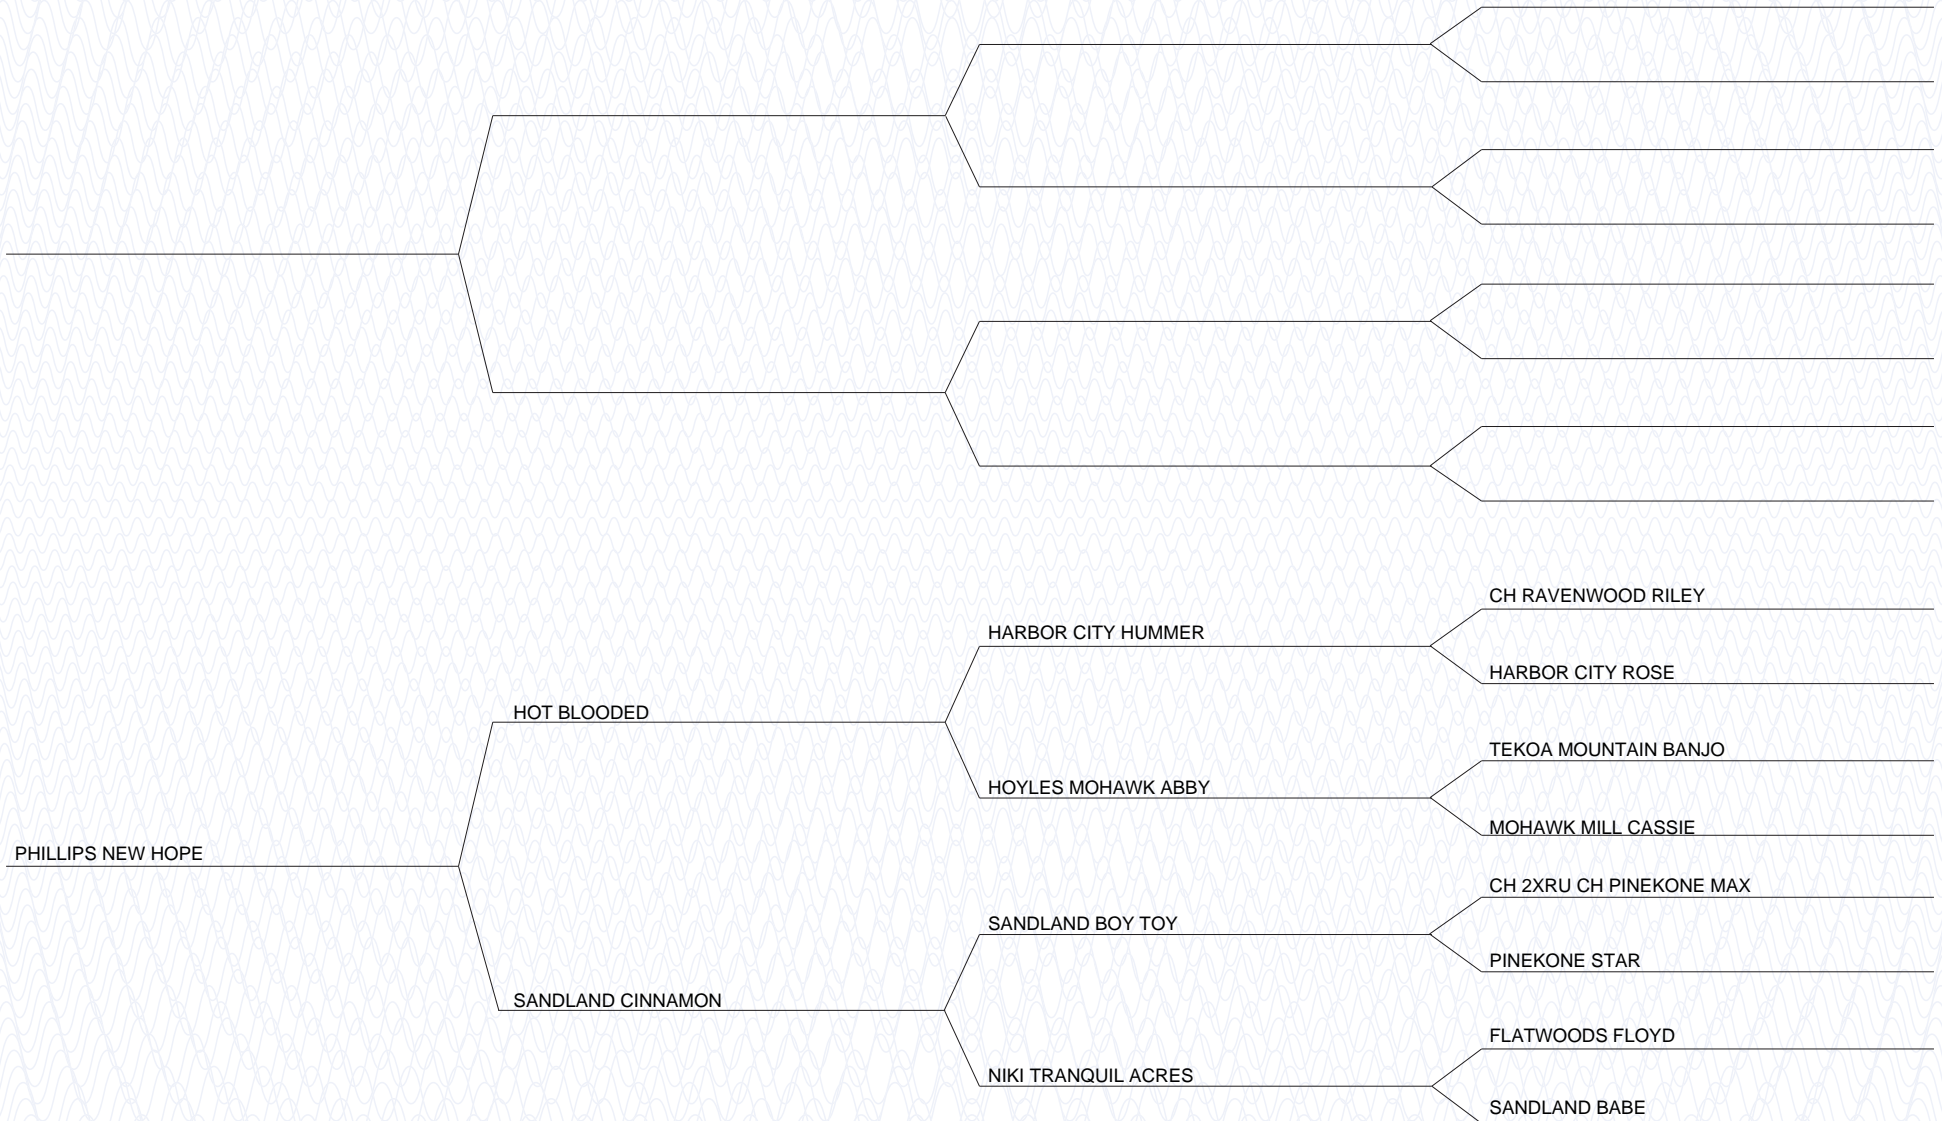 CH RAVENWOOD RILEY
HARBOR CITY HUMMER
HARBOR CITY ROSE
HOT BLOODED
TEKOA MOUNTAIN BANJO
HOYLES MOHAWK ABBY
MOHAWK MILL CASSIE
PHILLIPS NEW HOPE
CH 2XRU CH PINEKONE MAX
SANDLAND BOY TOY
PINEKONE STAR
SANDLAND CINNAMON
FLATWOODS FLOYD
NIKI TRANQUIL ACRES
SANDLAND BABE